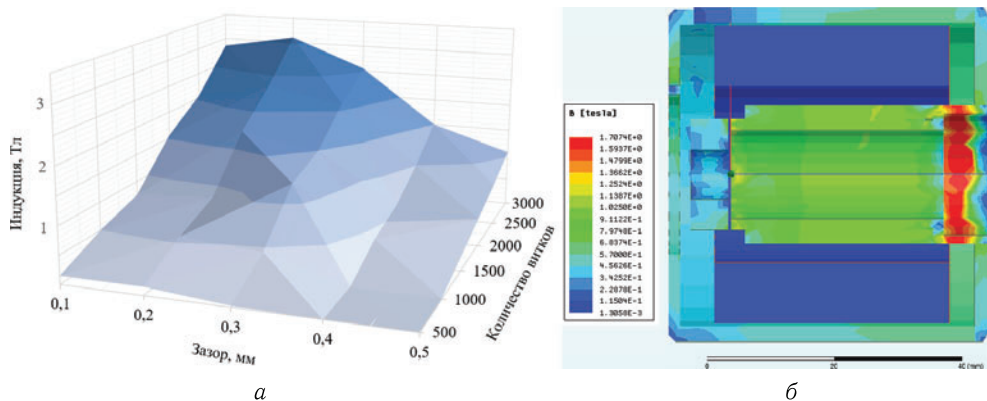 3
2
1
Индукция, Тл
0,1
0,2
0,3
0,4
0,5
Зазор, мм
3000
2500
2000
1500
1000
500
Количество витков
а
B [tesla]
1.7074E+0
1.5937E+0
1.4799E+0
1.3662E+0
1.2524E+0
1.1387E+0
1.0250E+0
9.1122E-1
7.9748E-1
6.8374E-1
5.7000E-1
4.5626E-1
3.4252E-1
2.2878E-1
1.1504E-1
1.3058E-3
0
20
40 (mm)
б